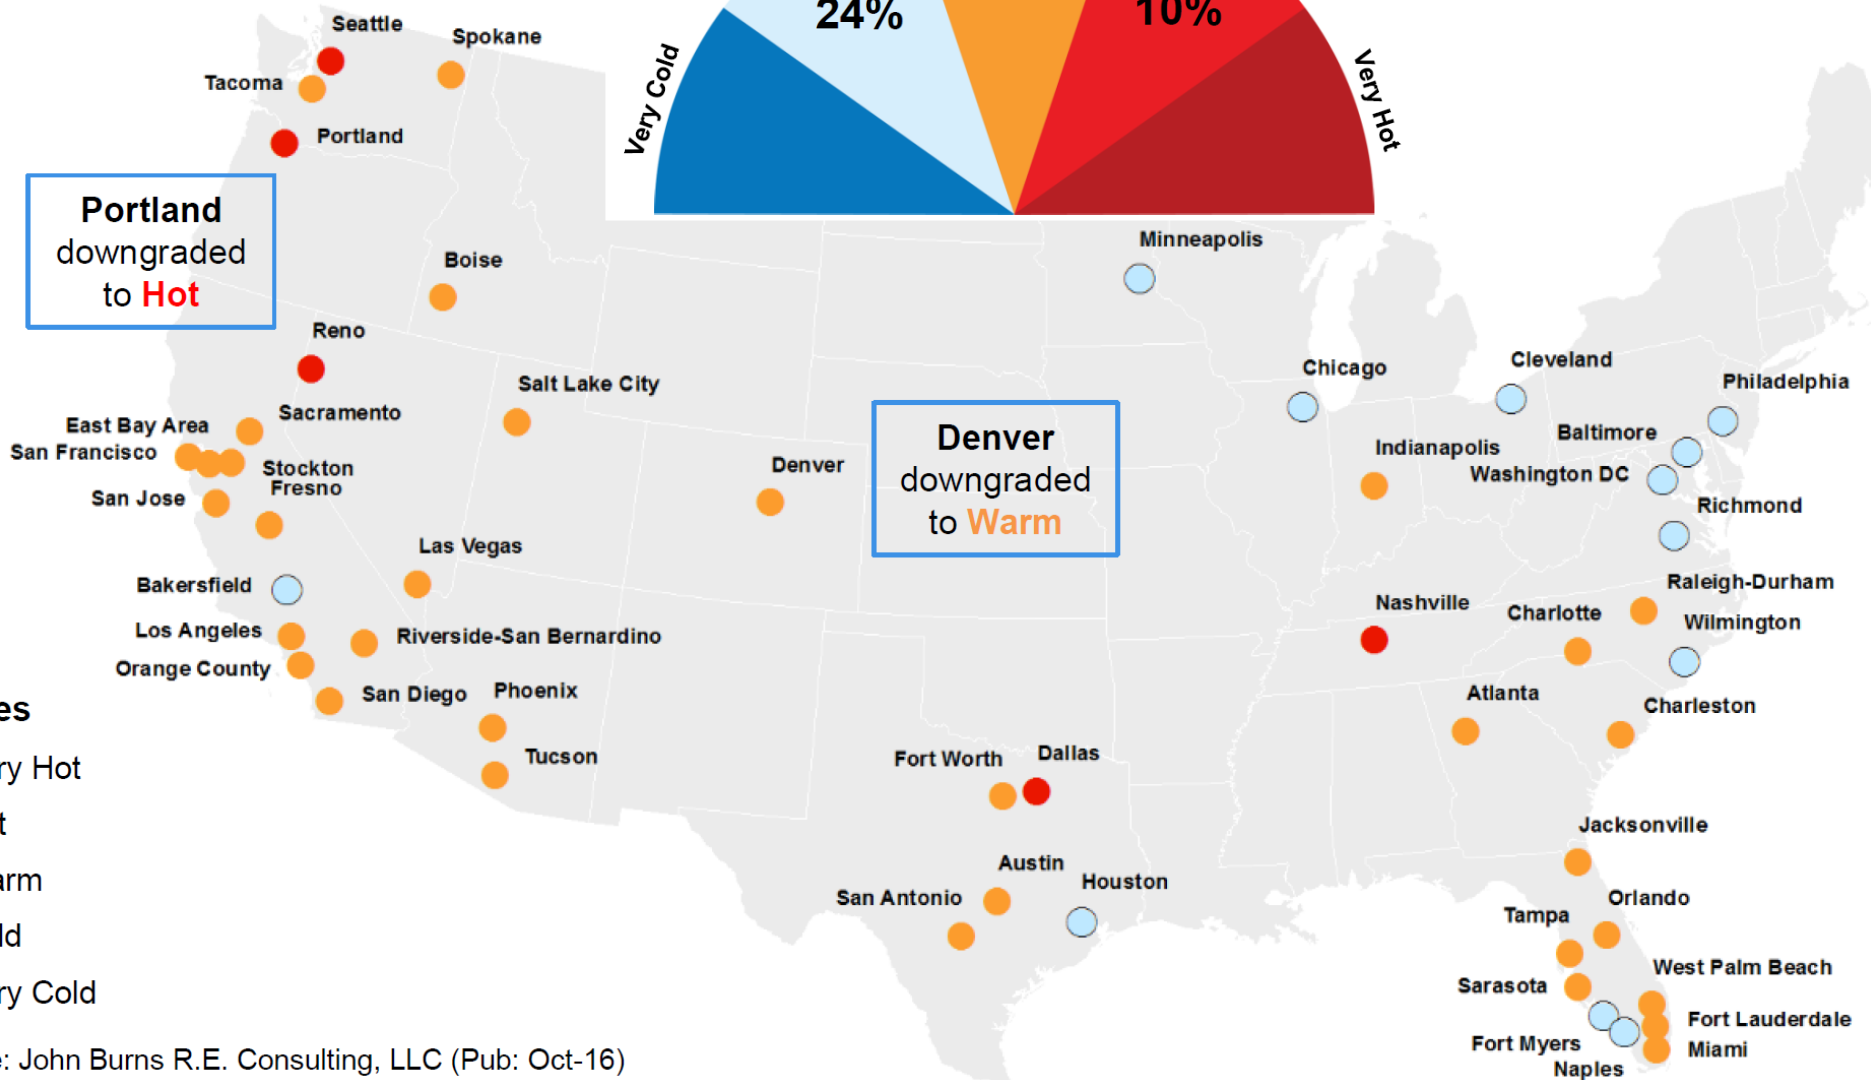 24%
10%
Very Cold
Very Hot
Seattle
Spokane
Tacoma
Portland
Portland
downgraded
to Hot
Boise
Reno
Minneapolis
Salt Lake City
Sacramento
East Bay Area
San Francisco
Stockton
Fresno
San Jose
Denver
Denver
downgraded
to Warm
Chicago
Cleveland
Philadelphia
Baltimore
Indianapolis
Washington DC
Richmond
Las Vegas
Bakersfield
Los Angeles
Riverside-San Bernardino
Orange County
San Diego
Phoenix
Tucson
Nashville
Raleigh-Durham
Charlotte
Wilmington
Atlanta
Charleston
Fort Worth
Dallas
Austin
Houston
San Antonio
Jacksonville
Orlando
Tampa
West Palm Beach
Sarasota
Fort Lauderdale
Fort Myers
Miami
Naples
es
ry Hot
t
arm
ld
ry Cold
e: John Burns R.E. Consulting, LLC (Pub: Oct-16)